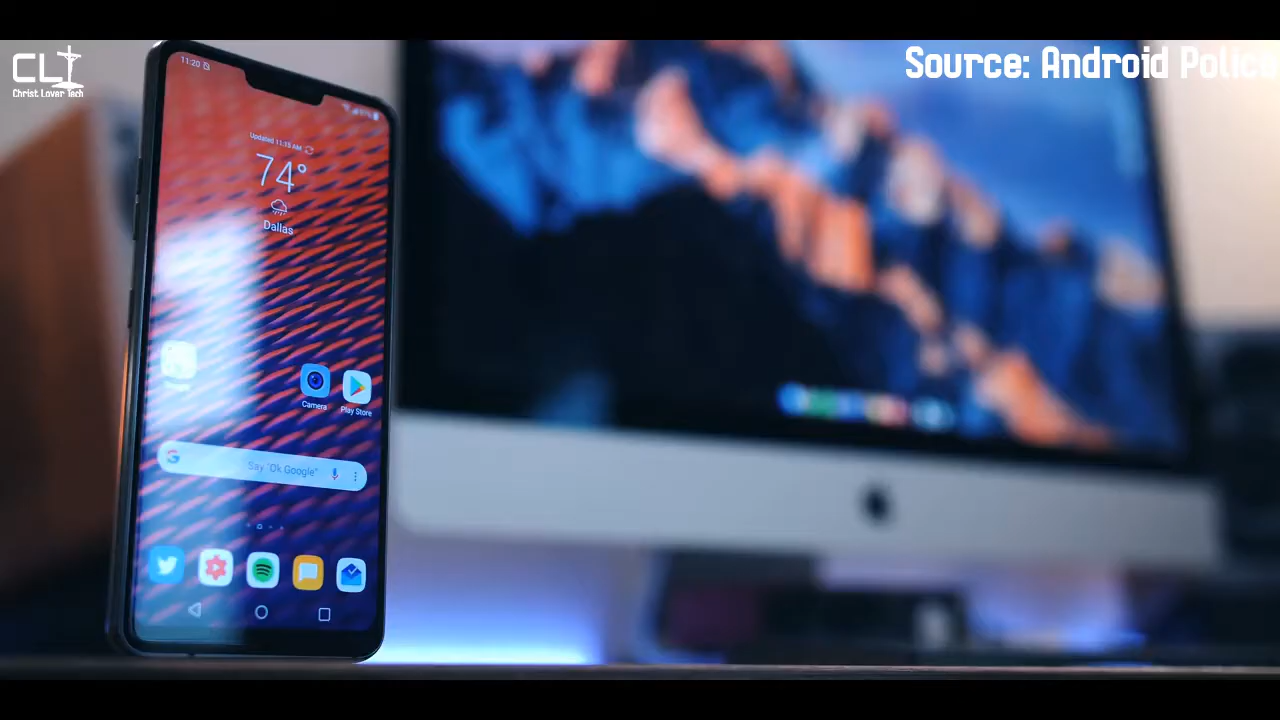 CLT
Christ Lover Tech
Source: Android Police
11:20
Updated 11:15 AM
74°
Dallas
Camera
Play Store
Say "Ok Google"